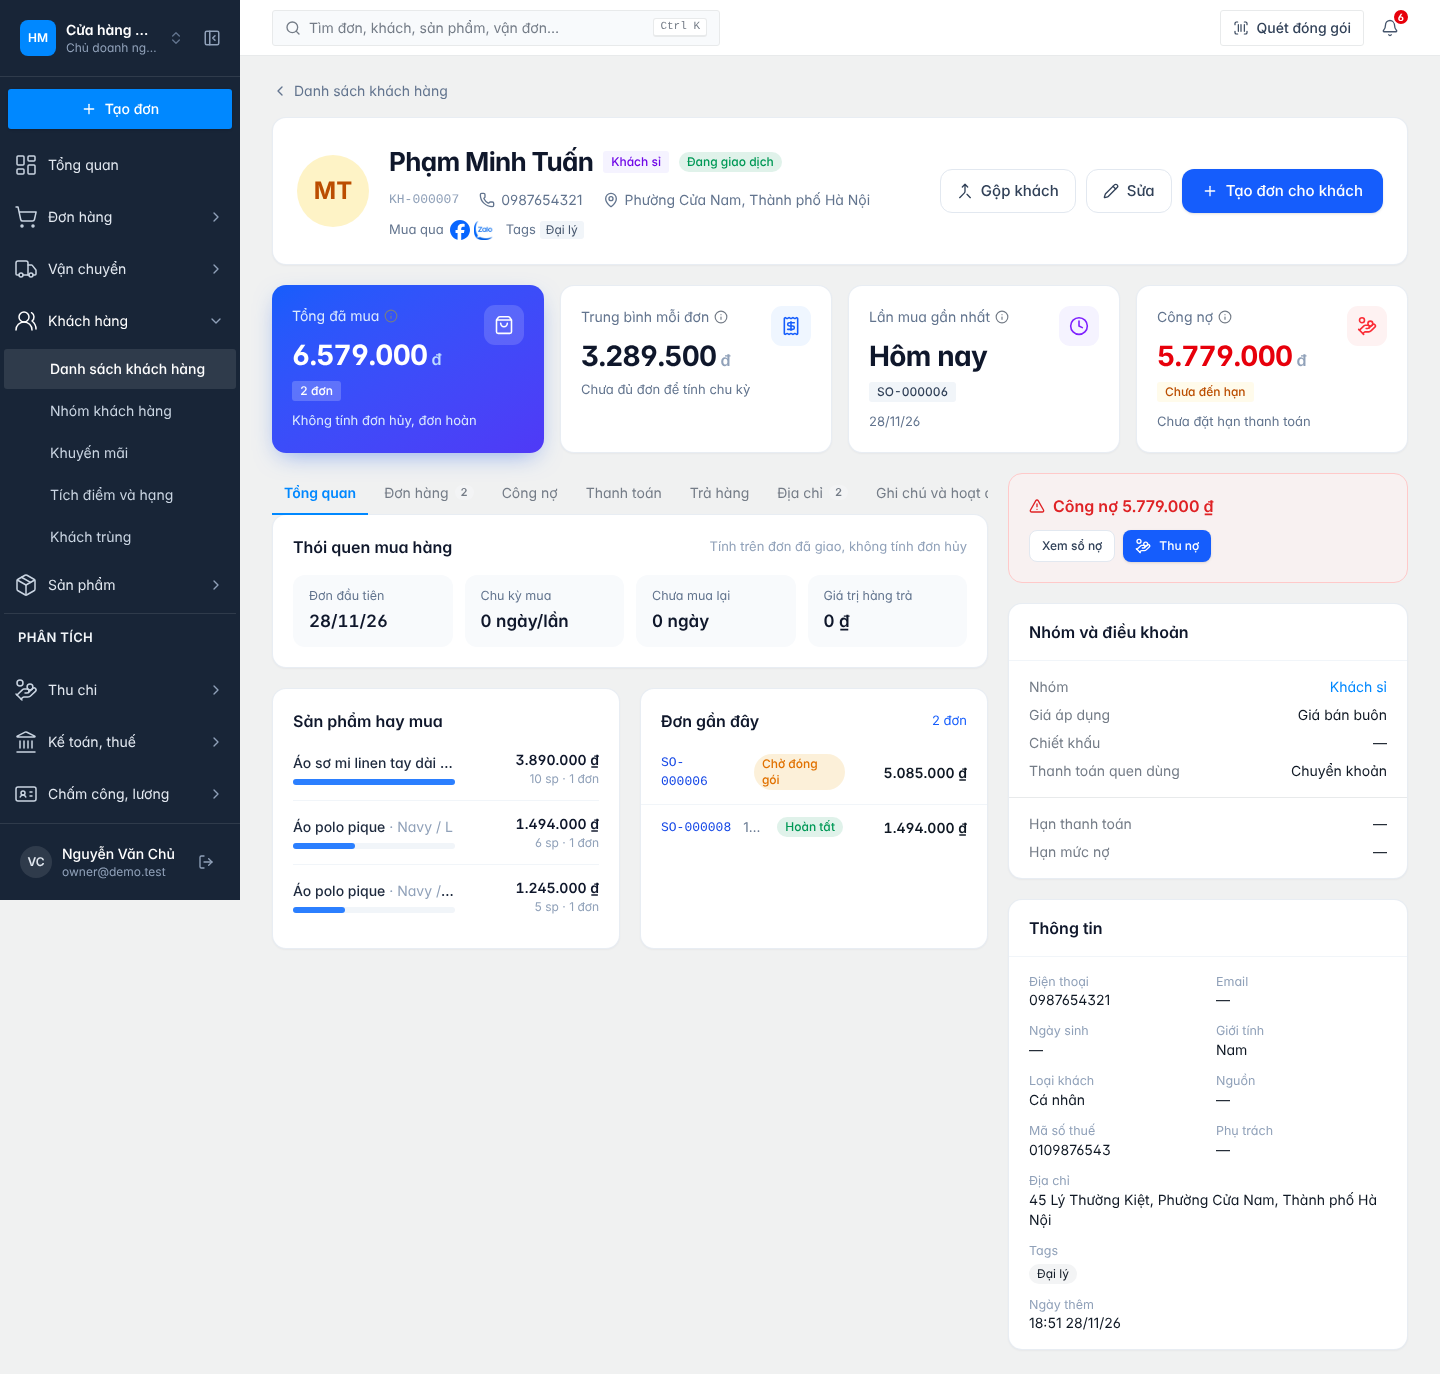 HM
Cửa hàng ...
Chủ doanh ng...
Tạo đơn
Tổng quan
Đơn hàng
Vận chuyển
Khách hàng
Danh sách khách hàng
Nhóm khách hàng
Khuyến mãi
Tích điểm và hạng
Khách trùng
Sản phẩm
PHÂN TÍCH
Thu chi
Kế toán, thuế
Chấm công, lương
VC
Nguyễn Văn Chủ
owner@demo.test
Tìm đơn, khách, sản phẩm, vận đơn...
Ctrl K
Quét đóng gói
6
Danh sách khách hàng
MT
Phạm Minh Tuấn
Khách sỉ
Đang giao dịch
KH-000007
0987654321
Phường Cửa Nam, Thành phố Hà Nội
Mua qua
Zalo
Tags
Đại lý
Gộp khách
Sửa
Tạo đơn cho khách
Tổng đã mua
6.579.000 đ
2 đơn
Không tính đơn hủy, đơn hoàn
Trung bình mỗi đơn
3.289.500 đ
Chưa đủ đơn để tính chu kỳ
Lần mua gần nhất
Hôm nay
SO-000006
28/11/26
Công nợ
5.779.000 đ
Chưa đến hạn
Chưa đặt hạn thanh toán
Tổng quan
Đơn hàng 2
Công nợ
Thanh toán
Trả hàng
Địa chỉ 2
Ghi chú và hoạt
Thói quen mua hàng
Tính trên đơn đã giao, không tính đơn hủy
Đơn đầu tiên
28/11/26
Chu kỳ mua
0 ngày/lần
Chưa mua lại
0 ngày
Giá trị hàng trả
0 ₫
Sản phẩm hay mua
Áo sơ mi linen tay dài ...
3.890.000 ₫
10 sp · 1 đơn
Áo polo pique · Navy / L
1.494.000 ₫
6 sp · 1 đơn
Áo polo pique · Navy /...
1.245.000 ₫
5 sp · 1 đơn
Đơn gần đây
2 đơn
SO-
000006
Chờ đóng
gói
5.085.000 ₫
SO-000008
1...
Hoàn tất
1.494.000 ₫
Công nợ 5.779.000 ₫
Xem sổ nợ
Thu nợ
Nhóm và điều khoản
Nhóm
Khách sỉ
Giá áp dụng
Giá bán buôn
Chiết khấu
—
Thanh toán quen dùng
Chuyển khoản
Hạn thanh toán
—
Hạn mức nợ
—
Thông tin
Điện thoại
0987654321
Email
—
Ngày sinh
—
Giới tính
Nam
Loại khách
Cá nhân
Nguồn
—
Mã số thuế
0109876543
Phụ trách
—
Địa chỉ
45 Lý Thường Kiệt, Phường Cửa Nam, Thành phố Hà
Nội
Tags
Đại lý
Ngày thêm
18:51 28/11/26